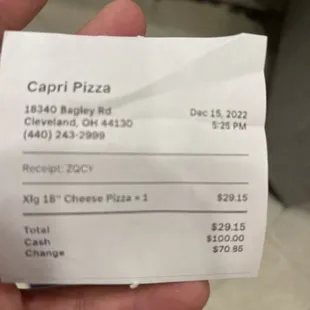 Capri Pizza
18340 Bagley Rd
Cleveland, OH 44130
(440) 243-2999
Dec 15, 2022
5:25 PM
Receipt: ZQCY
Xlg 18" Cheese Pizza × 1 $29.15
Total $29.15
Cash $100.00
Change $70.85